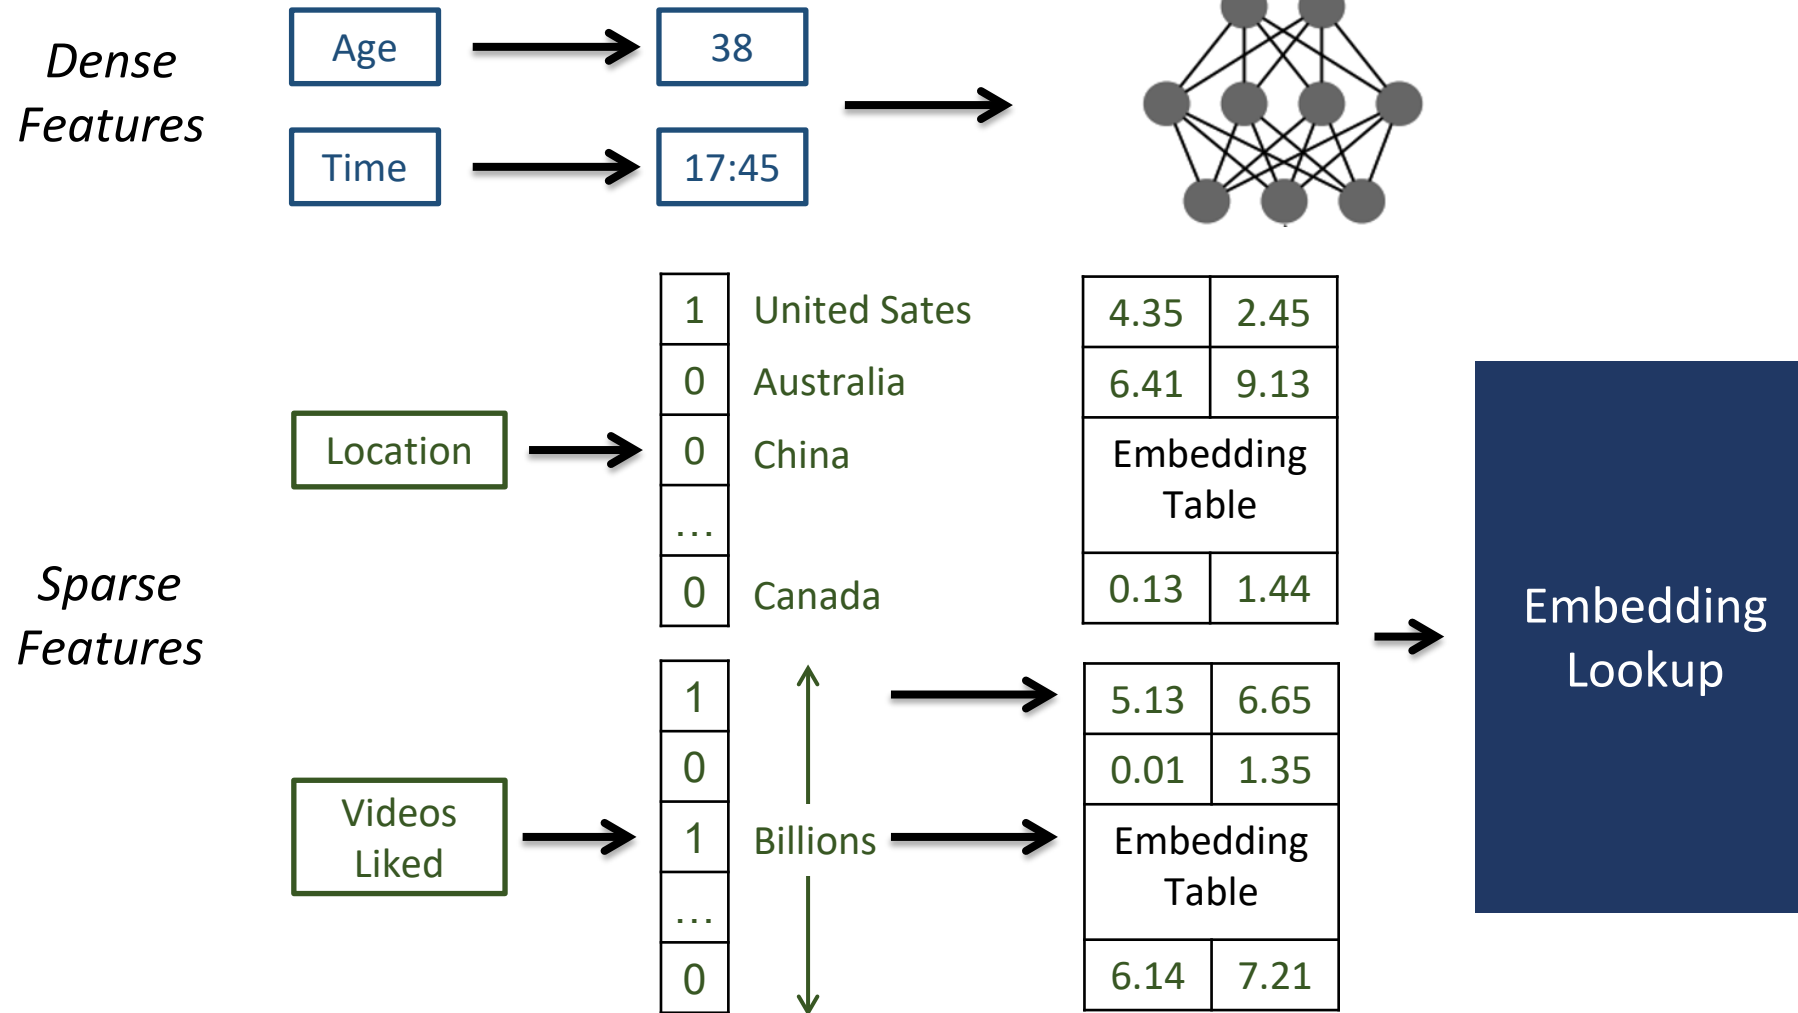 Dense
Features
Age
38
Time
17:45
Sparse
Features
Location
1 United Sates
0 Australia
0 China
...
0 Canada
4.35 2.45
6.41 9.13
Embedding
Table
0.13 1.44
Videos
Liked
1
0
1 Billions
...
0
5.13 6.65
0.01 1.35
Embedding
Table
6.14 7.21
Embedding
Lookup